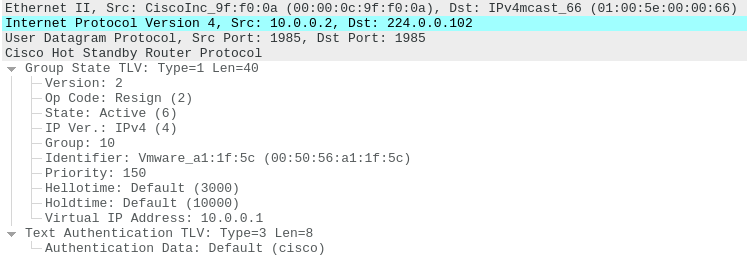 Ethernet II, Src: CiscoInc_9f:f0:0a (00:00:0c:9f:f0:0a), Dst: IPv4mcast_66 (01:00:5e:00:00:66)
Internet Protocol Version 4, Src: 10.0.0.2, Dst: 224.0.0.102
User Datagram Protocol, Src Port: 1985, Dst Port: 1985
Cisco Hot Standby Router Protocol
Group State TLV: Type=1 Len=40
Version: 2
Op Code: Resign (2)
State: Active (6)
IP Ver.: IPv4 (4)
Group: 10
Identifier: Vmware_a1:1f:5c (00:50:56:a1:1f:5c)
Priority: 150
Hellotime: Default (3000)
Holdtime: Default (10000)
Virtual IP Address: 10.0.0.1
Text Authentication TLV: Type=3 Len=8
Authentication Data: Default (cisco)